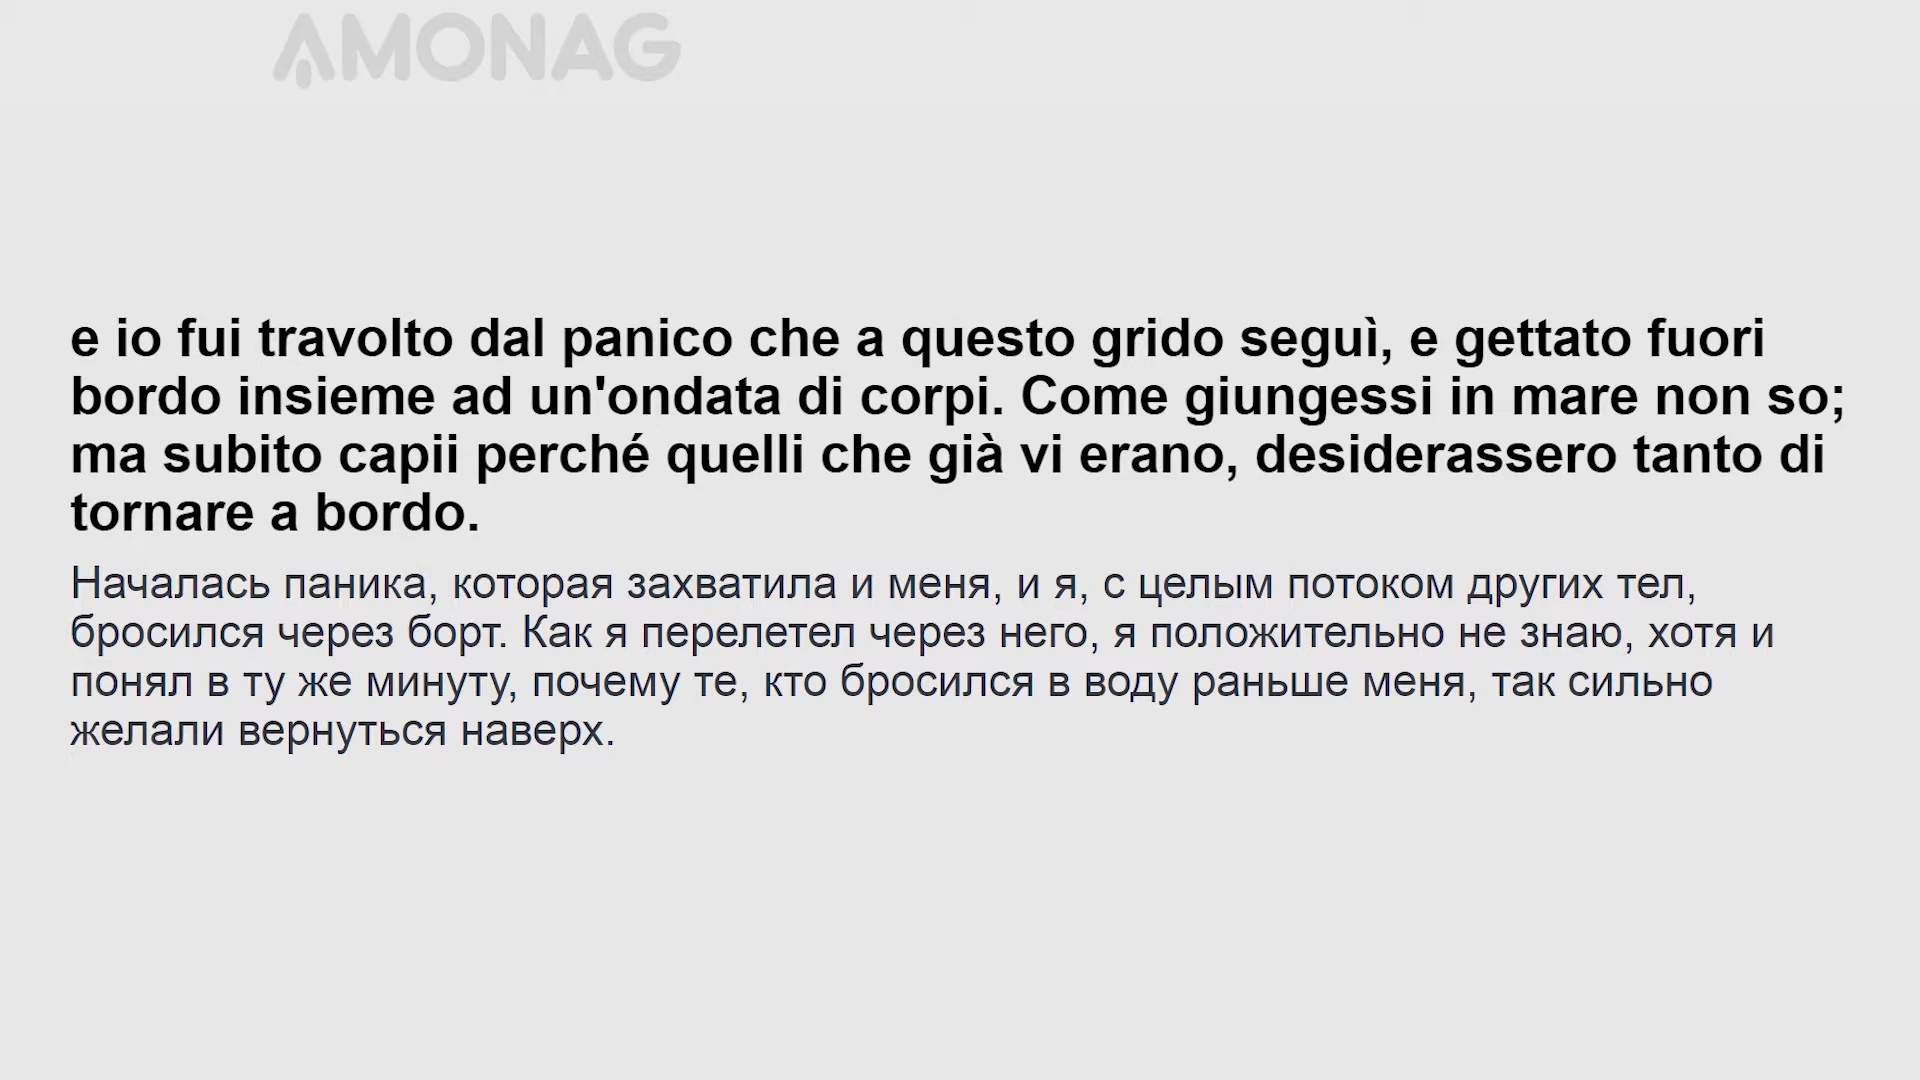 AMONAG
e io fui travolto dal panico che a questo grido seguì, e gettato fuori
bordo insieme ad un'ondata di corpi. Come giungessi in mare non so;
ma subito capii perché quelli che già vi erano, desiderassero tanto di
tornare a bordo.
Началась паника, которая захватила и меня, и я, с целым потоком других тел,
бросился через борт. Как я перелетел через него, я положительно не знаю, хотя и
понял в ту же минуту, почему те, кто бросился в воду раньше меня, так сильно
желали вернуться наверх.